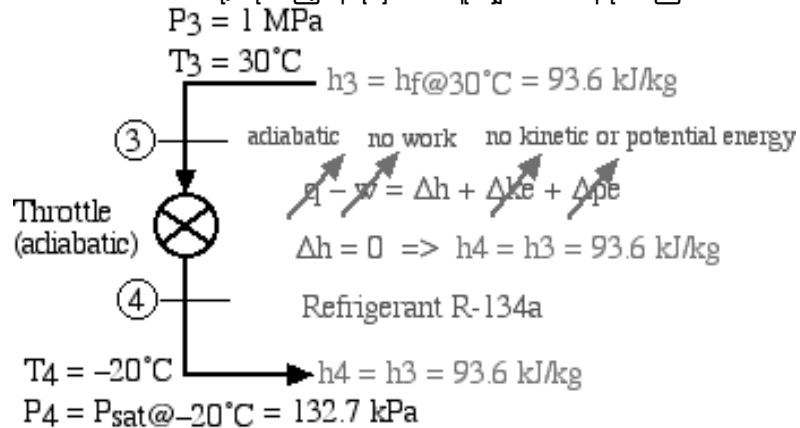 P3 = 1 MPa
T3 = 30°C
h3 = hf@30°C = 93.6 kJ/kg
3
adiabatic no work no kinetic or potential energy
q – w = Δh + Δke + Δpe
Throttle
(adiabatic)
Δh = 0 => h4 = h3 = 93.6 kJ/kg
4
Refrigerant R-134a
T4 = –20°C
h4 = h3 = 93.6 kJ/kg
P4 = Psat@–20°C = 132.7 kPa